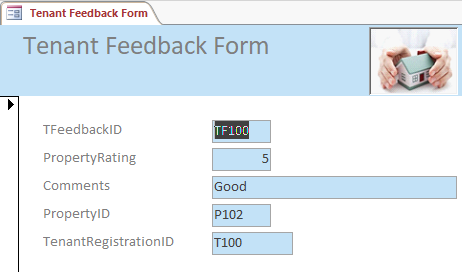 Tenant Feedback Form
Tenant Feedback Form
TFeedbackID TF100
PropertyRating 5
Comments Good
PropertyID P102
TenantRegistrationID T100